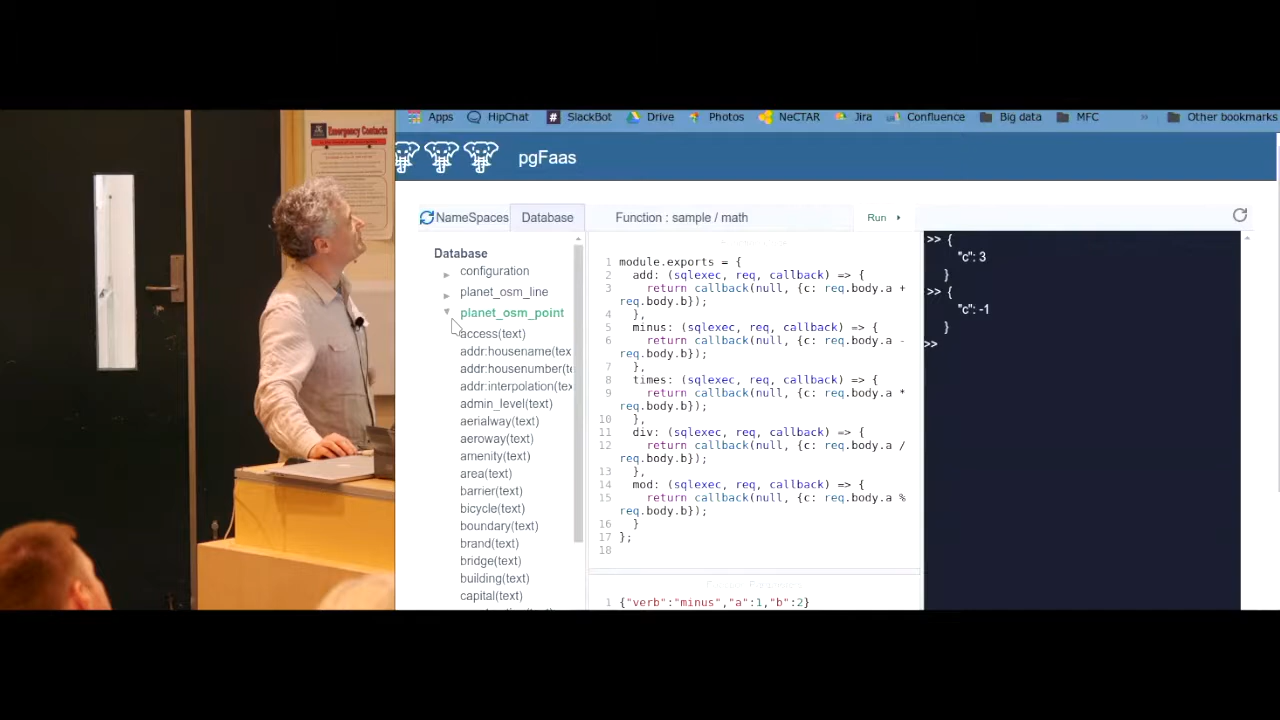 Emergency Contacts
Apps HipChat SlackBot Drive Photos NeCTAR Jira Confluence Big data MFC » Other bookmarks
pgFaas
NameSpaces Database Function : sample / math Run
Database
configuration
planet_osm_line
planet_osm_point
access(text)
addr:housename(tex
addr:housenumber(te
addr:interpolation(tex
admin_level(text)
aerialway(text)
aeroway(text)
amenity(text)
area(text)
barrier(text)
bicycle(text)
boundary(text)
brand(text)
bridge(text)
building(text)
capital(text)
1 module.exports = {
2 add: (sqlexec, req, callback) => {
3 return callback(null, {c: req.body.a +
req.body.b});
4 },
5 minus: (sqlexec, req, callback) => {
6 return callback(null, {c: req.body.a -
req.body.b});
7 },
8 times: (sqlexec, req, callback) => {
9 return callback(null, {c: req.body.a *
req.body.b});
10 },
11 div: (sqlexec, req, callback) => {
12 return callback(null, {c: req.body.a /
req.body.b});
13 },
14 mod: (sqlexec, req, callback) => {
15 return callback(null, {c: req.body.a %
req.body.b});
16 }
17 };
18
1 {"verb":"minus","a":1,"b":2}
>> {
"c": 3
}
>> {
"c": -1
}
>>